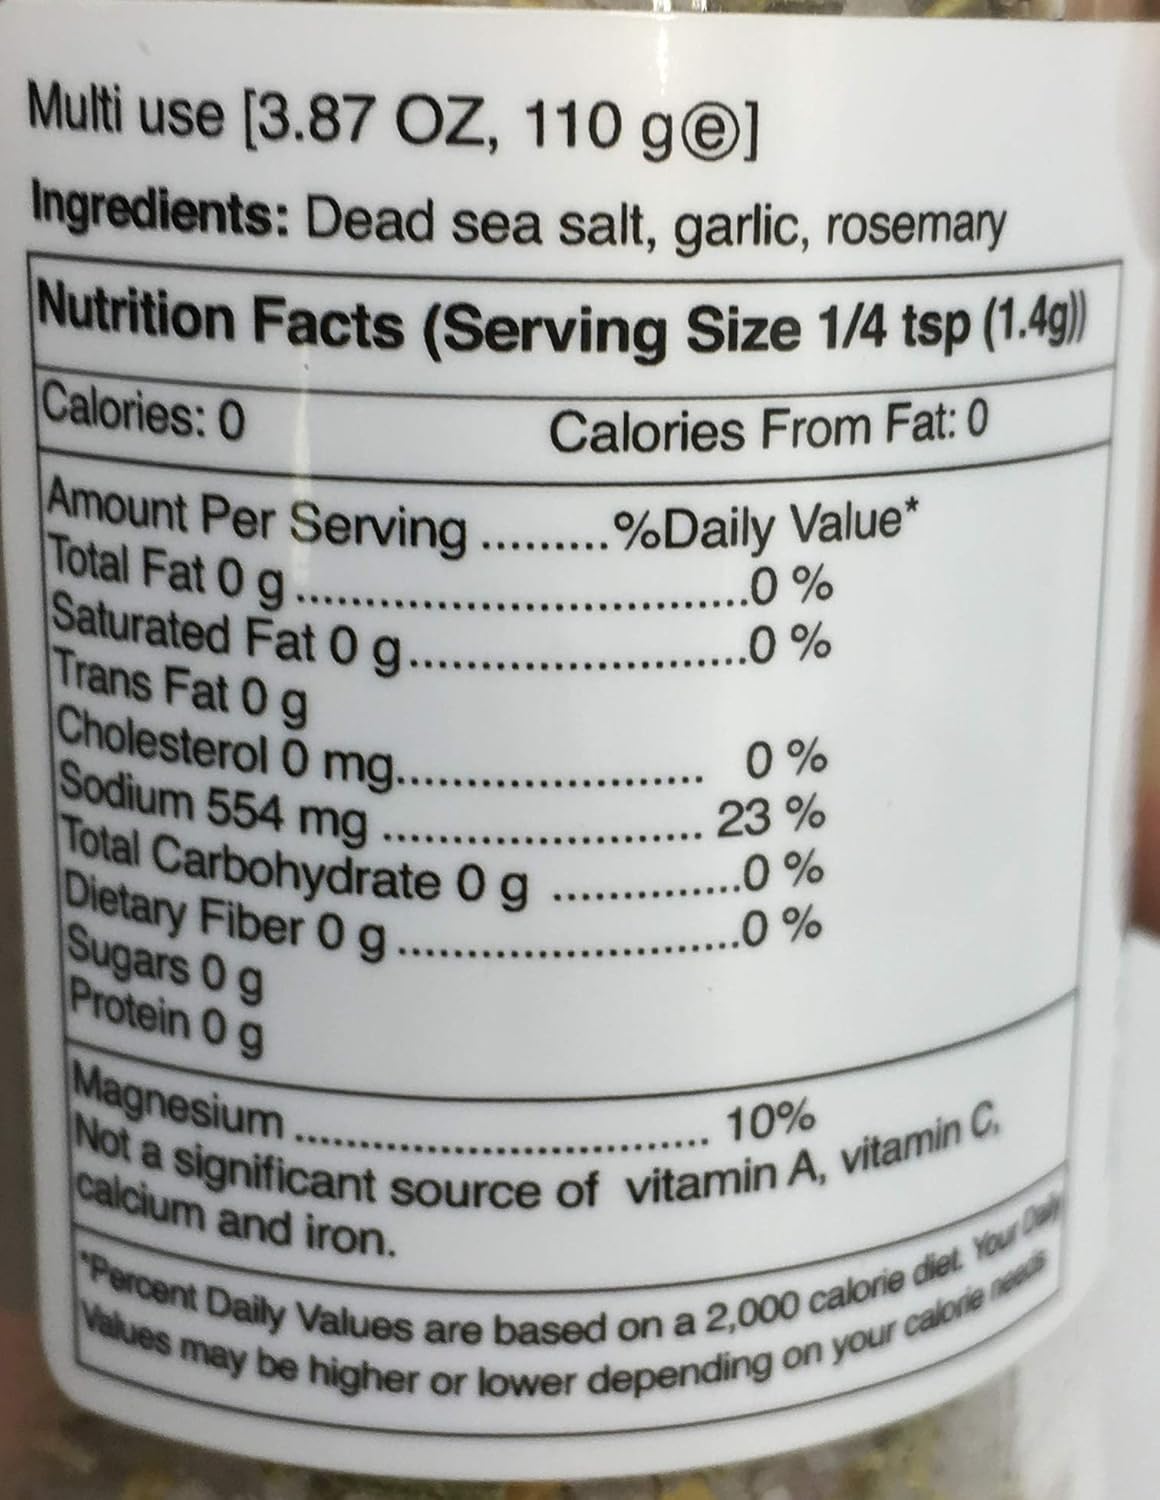 Multi use [3.87 OZ, 110 g ⓔ]
Ingredients: Dead sea salt, garlic, rosemary
Nutrition Facts (Serving Size 1/4 tsp (1.4g))
Calories: 0 Calories From Fat: 0
Amount Per Serving .........%Daily Value*
Total Fat 0 g..................................0 %
Saturated Fat 0 g.........................0 %
Trans Fat 0 g
Cholesterol 0 mg....................... 0 %
Sodium 554 mg ........................ 23 %
Total Carbohydrate 0 g ..............0 %
Dietary Fiber 0 g.........................0 %
Sugars 0 g
Protein 0 g
Magnesium ............................... 10%
Not a significant source of vitamin A, vitamin C,
calcium and iron.
*Percent Daily Values are based on a 2,000 calorie diet. Your Daily
Values may be higher or lower depending on your calorie needs